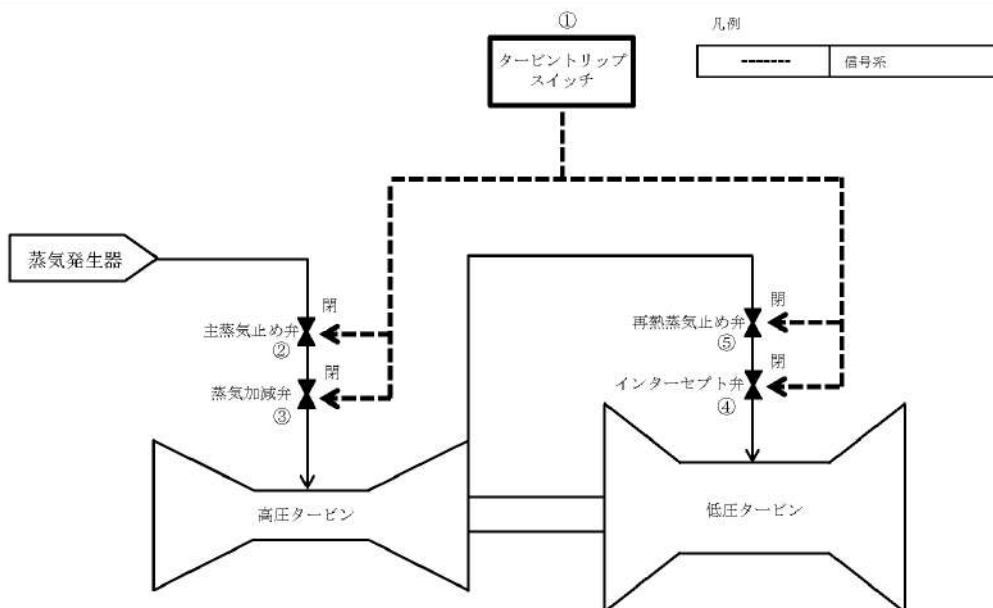 ①
タービントリップ
スイッチ
凡例
信号系
蒸気発生器
閉
主蒸気止め弁
②
閉
蒸気加減弁
③
閉
再熱蒸気止め弁
⑤
閉
インターセプト弁
④
高圧タービン
低圧タービン